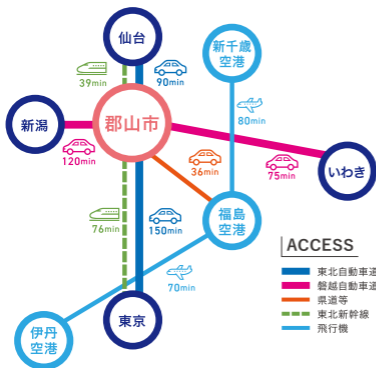 仙台
新千歳
空港
39min
90min
80min
新潟
郡山市
120min
36min
75min
いわき
76min
150min
福島
空港
70min
東京
伊丹
空港
ACCESS
東北自動車道
磐越自動車道
県道等
東北新幹線
飛行機